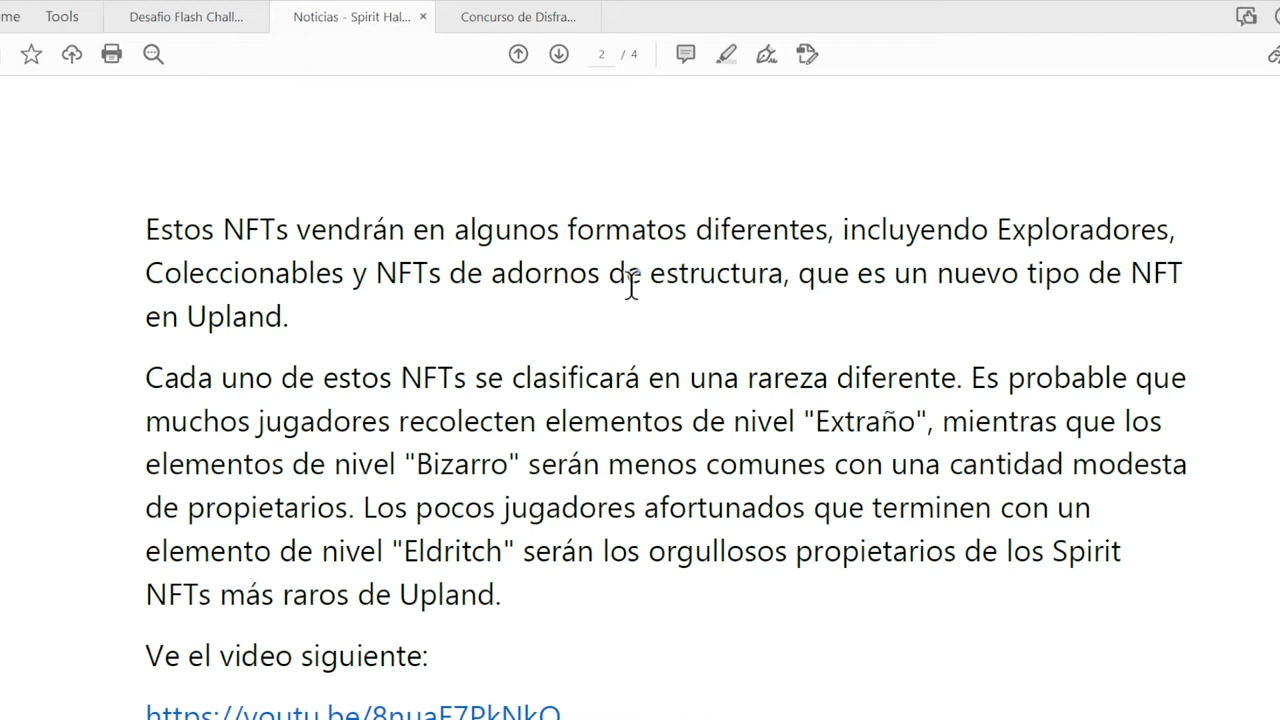 me Tools Desafio Flash Chall... Noticias - Spirit Hal... × Concurso de Disfra...
2 / 4
Estos NFTs vendrán en algunos formatos diferentes, incluyendo Exploradores,
Coleccionables y NFTs de adornos de estructura, que es un nuevo tipo de NFT
en Upland.
Cada uno de estos NFTs se clasificará en una rareza diferente. Es probable que
muchos jugadores recolecten elementos de nivel "Extraño", mientras que los
elementos de nivel "Bizarro" serán menos comunes con una cantidad modesta
de propietarios. Los pocos jugadores afortunados que terminen con un
elemento de nivel "Eldritch" serán los orgullosos propietarios de los Spirit
NFTs más raros de Upland.
Ve el video siguiente: